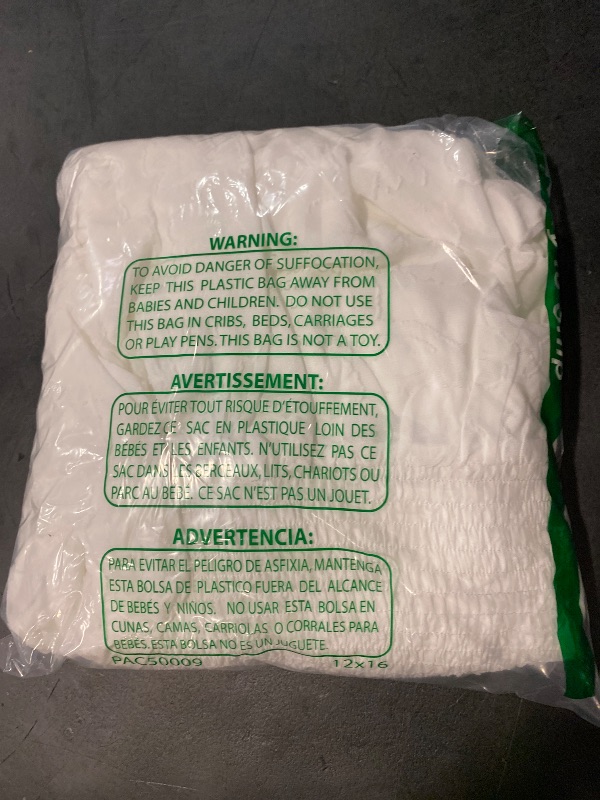 WARNING:
TO AVOID DANGER OF SUFFOCATION,
KEEP THIS PLASTIC BAG AWAY FROM
BABIES AND CHILDREN. DO NOT USE
THIS BAG IN CRIBS, BEDS, CARRIAGES
OR PLAY PENS. THIS BAG IS NOT A TOY.
AVERTISSEMENT:
POUR ÉVITER TOUT RISQUE D'ÉTOUFFEMENT,
GARDEZ CE SAC EN PLASTIQUE LOIN DES
BÉBÉS ET LES ENFANTS. N'UTILISEZ PAS CE
SAC DANS LES BERCEAUX, LITS, CHARIOTS OU
PARC AU BÉBÉ. CE SAC N'EST PAS UN JOUET.
ADVERTENCIA:
PARA EVITAR EL PELIGRO DE ASFIXIA, MANTENGA
ESTA BOLSA DE PLASTICO FUERA DEL ALCANCE
DE BEBÉS Y NIÑOS. NO USAR ESTA BOLSA EN
CUNAS, CAMAS, CARRIOLAS O CORRALES PARA
BEBÉS. ESTA BOLSA NO ES UN JUGUETE.
PAC50009 12x16